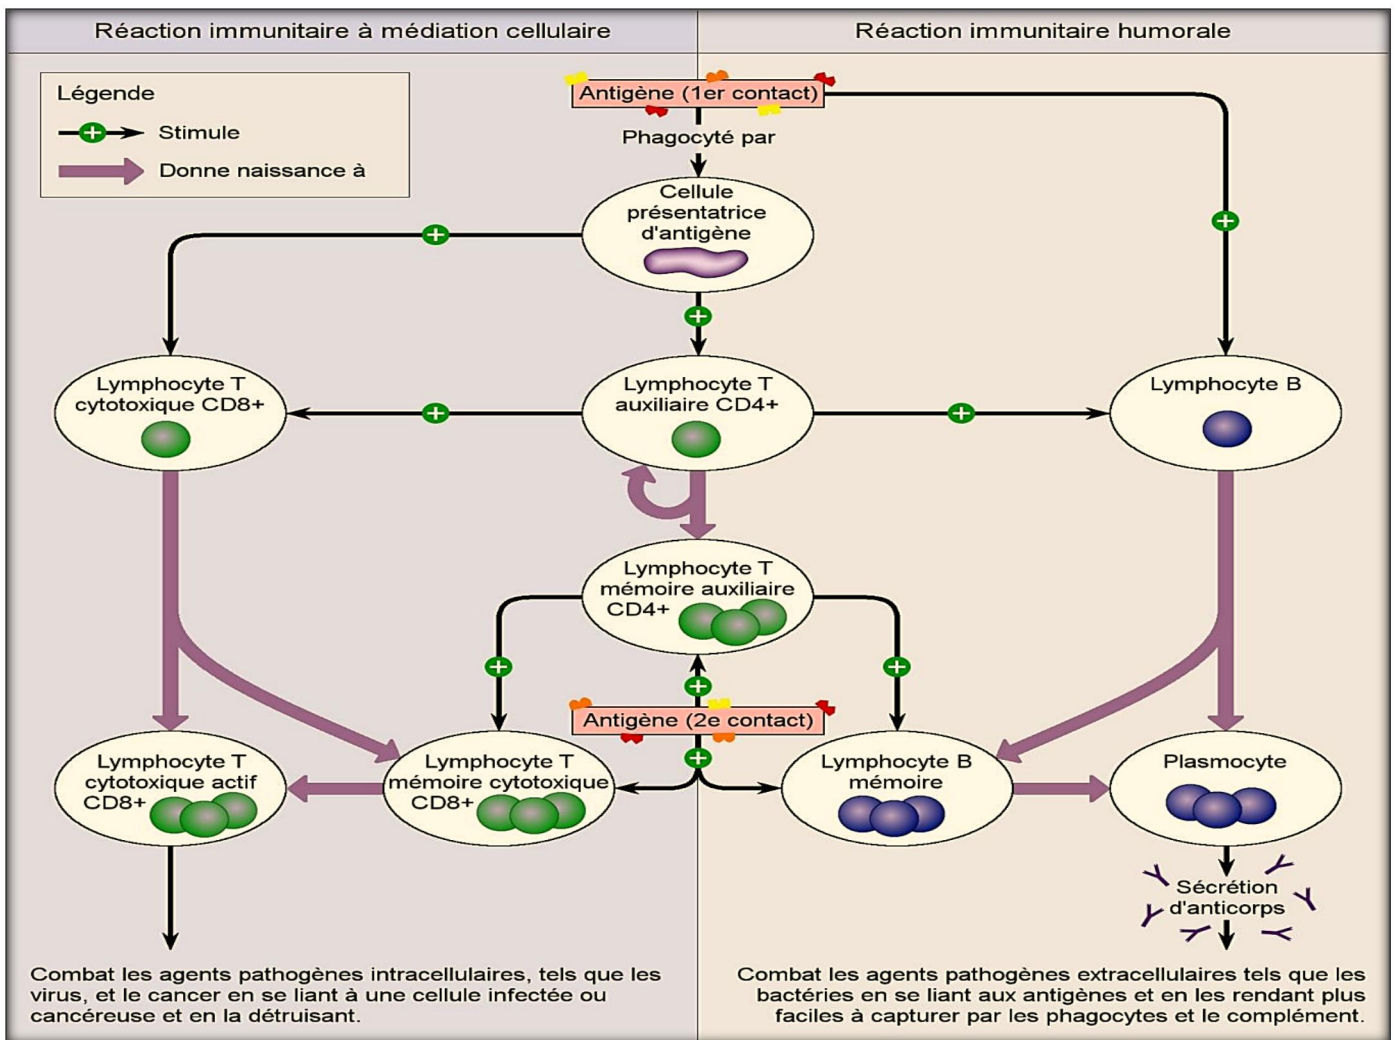 Réaction immunitaire à médiation cellulaire
Réaction immunitaire humorale
Légende
Stimule
Donne naissance à
Antigène (1er contact)
Phagocyté par
Cellule
présentatrice
d'antigène
Lymphocyte T
cytotoxique CD8+
Lymphocyte T
auxiliaire CD4+
Lymphocyte B
Lymphocyte T
mémoire auxiliaire
CD4+
Antigène (2e contact)
Lymphocyte T
cytotoxique actif
CD8+
Lymphocyte T
mémoire cytotoxique
CD8+
Lymphocyte B
mémoire
Plasmocyte
Sécrétion
d'anticorps
Combat les agents pathogènes intracellulaires, tels que les
virus, et le cancer en se liant à une cellule infectée ou
cancéreuse et en la détruisant.
Combat les agents pathogènes extracellulaires tels que les
bactéries en se liant aux antigènes et en les rendant plus
faciles à capturer par les phagocytes et le complément.